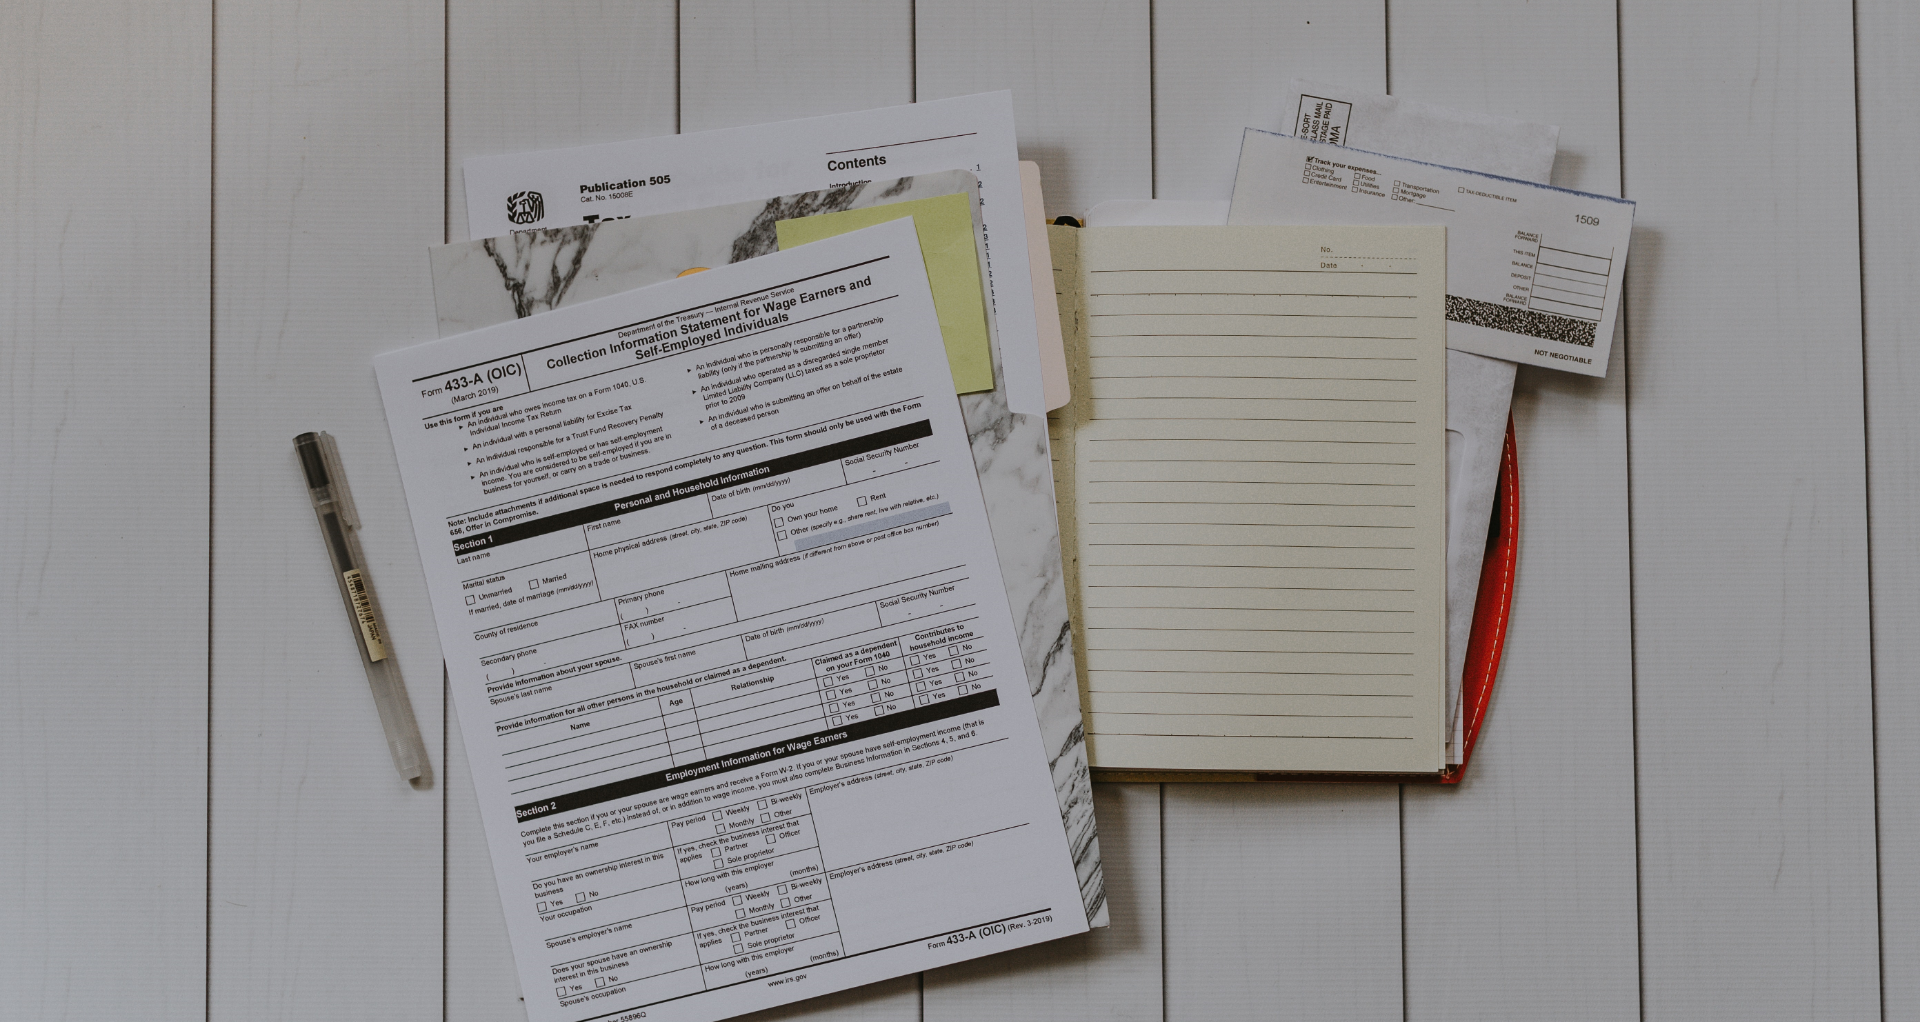 Publication 505
Cat. No. 15008E
Tax
Department
Contents
Introduction
1
Form 433-A (OIC)
(March 2019)
Department of the Treasury — Internal Revenue Service
Collection Information Statement for Wage Earners and
Self-Employed Individuals
Use this form if you are
An individual who owes income tax on a Form 1040, U.S.
Individual Income Tax Return
An individual with a personal liability for Excise Tax
An individual responsible for a Trust Fund Recovery Penalty
An individual who is self-employed or has self-employment
income. You are considered to be self-employed if you are in
business for yourself, or carry on a trade or business.
An individual who is personally responsible for a partnership
liability (only if the partnership is submitting an offer)
An individual who operated as a disregarded single member
Limited Liability Company (LLC) taxed as a sole proprietor
prior to 2009
An individual who is submitting an offer on behalf of the estate
of a deceased person
Note: Include attachments if additional space is needed to respond completely to any question. This form should only be used with the Form
656, Offer in Compromise.
Section 1 Personal and Household Information
Last name First name Date of birth (mm/dd/yyyy) Social Security Number
Marital status
Unmarried Married
If married, date of marriage (mm/dd/yyyy)
Home physical address (street, city, state, ZIP code)
Do you
Own your home Rent
Other (specify e.g., share rent, live with relative, etc.)
County of residence
Primary phone
( ) -
Home mailing address (if different from above or post office box number)
Secondary phone
( ) -
FAX number
( ) -
Provide information about your spouse.
Spouse's last name Spouse's first name Date of birth (mm/dd/yyyy) Social Security Number
Provide information for all other persons in the household or claimed as a dependent.
Name Age Relationship
Claimed as a dependent
on your Form 1040
Contributes to
household income
Yes No Yes No
Yes No Yes No
Yes No Yes No
Yes No Yes No
Section 2 Employment Information for Wage Earners
Complete this section if you or your spouse are wage earners and receive a Form W-2. If you or your spouse have self-employment income (that is
you file a Schedule C, E, F, etc.) instead of, or in addition to wage income, you must also complete Business Information in Sections 4, 5, and 6.
Your employer's name
Pay period Weekly Bi-weekly
Monthly Other
Employer's address (street, city, state, ZIP code)
Do you have an ownership interest in this
business
Yes No
If yes, check the business interest that
applies Partner Officer
Sole proprietor
Your occupation
How long with this employer
(years) (months)
Spouse's employer's name
Pay period Weekly Bi-weekly
Monthly Other
Employer's address (street, city, state, ZIP code)
Does your spouse have an ownership
interest in this business
Yes No
If yes, check the business interest that
applies Partner Officer
Sole proprietor
Spouse's occupation
How long with this employer
(years) (months)
55896Q
www.irs.gov
Form 433-A (OIC) (Rev. 3-2019)
No.
Date
Track your expenses...
Clothing Food Transportation
Credit Card Utilities Mortgage
Entertainment Insurance Other
TAX-DEDUCTIBLE ITEM
1509
BALANCE
FORWARD
THIS ITEM
BALANCE
DEPOSIT
OTHER
BALANCE
FORWARD
NOT NEGOTIABLE